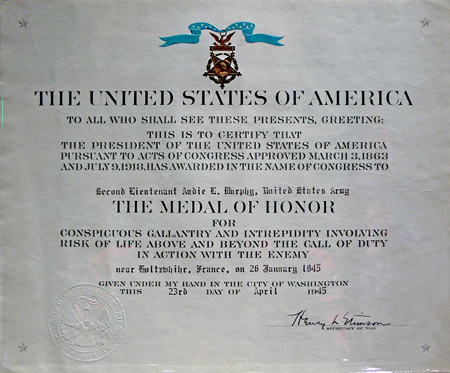 THE UNITED STATES OF AMERICA
TO ALL WHO SHALL SEE THESE PRESENTS, GREETING:
THIS IS TO CERTIFY THAT
THE PRESIDENT OF THE UNITED STATES OF AMERICA
PURSUANT TO ACTS OF CONGRESS APPROVED MARCH 3, 1863
AND JULY 9, 1918, HAS AWARDED IN THE NAME OF CONGRESS TO
Second Lieutenant Audie L. Murphy, United States Army
THE MEDAL OF HONOR
FOR
CONSPICUOUS GALLANTRY AND INTREPIDITY INVOLVING
RISK OF LIFE ABOVE AND BEYOND THE CALL OF DUTY
IN ACTION WITH THE ENEMY
near Holtzwihr, France, on 26 January 1945
GIVEN UNDER MY HAND IN THE CITY OF WASHINGTON
THIS 23rd DAY OF April 1945
Henry L Stimson
SECRETARY OF WAR